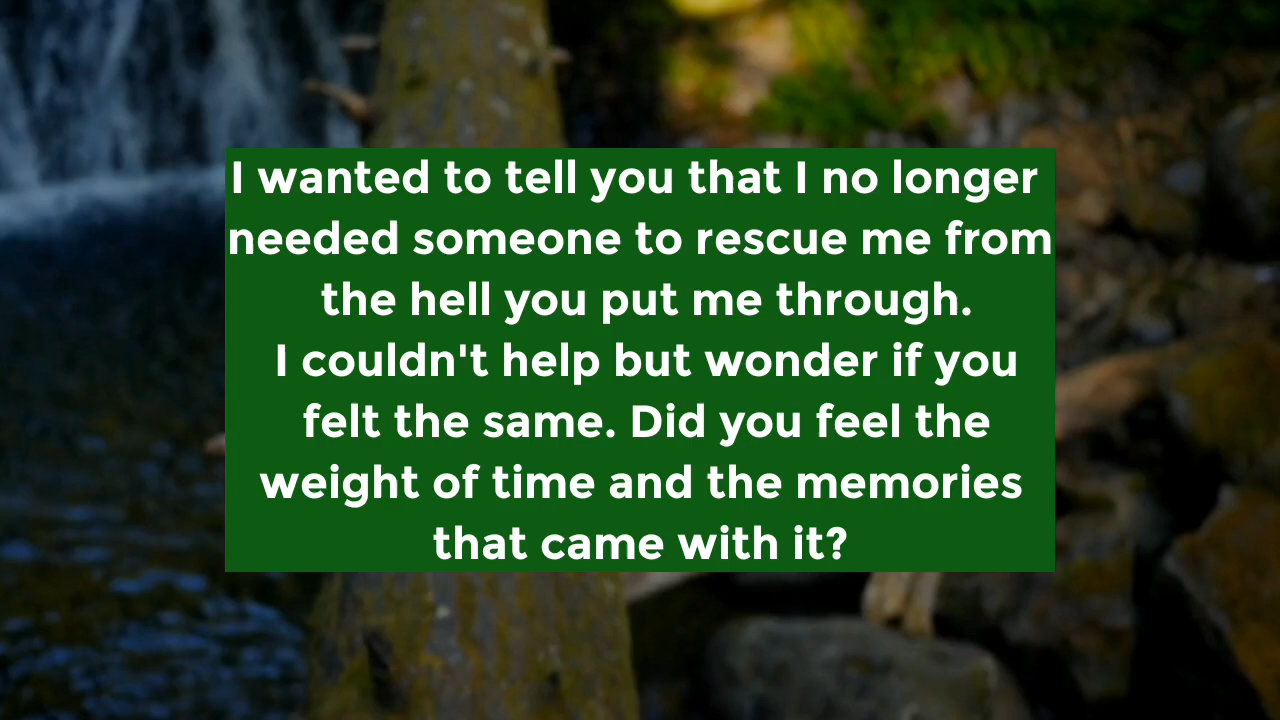 I wanted to tell you that I no longer
needed someone to rescue me from
the hell you put me through.
I couldn't help but wonder if you
felt the same. Did you feel the
weight of time and the memories
that came with it?